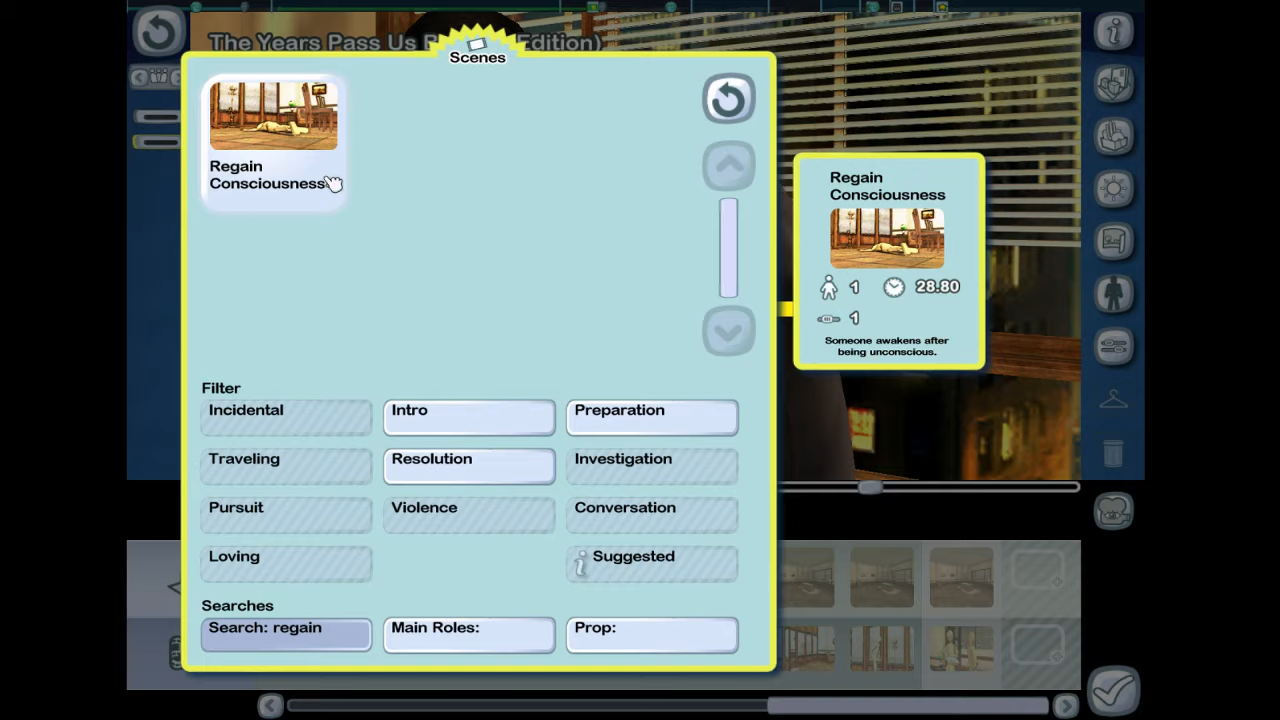 The Years Pass Us Edition)
Scenes
Regain
Consciousness
Regain
Consciousness
1 28.80
1
Someone awakens after
being unconscious.
Filter
Incidental Intro Preparation
Traveling Resolution Investigation
Pursuit Violence Conversation
Loving Suggested
Searches
Search: regain Main Roles: Prop: